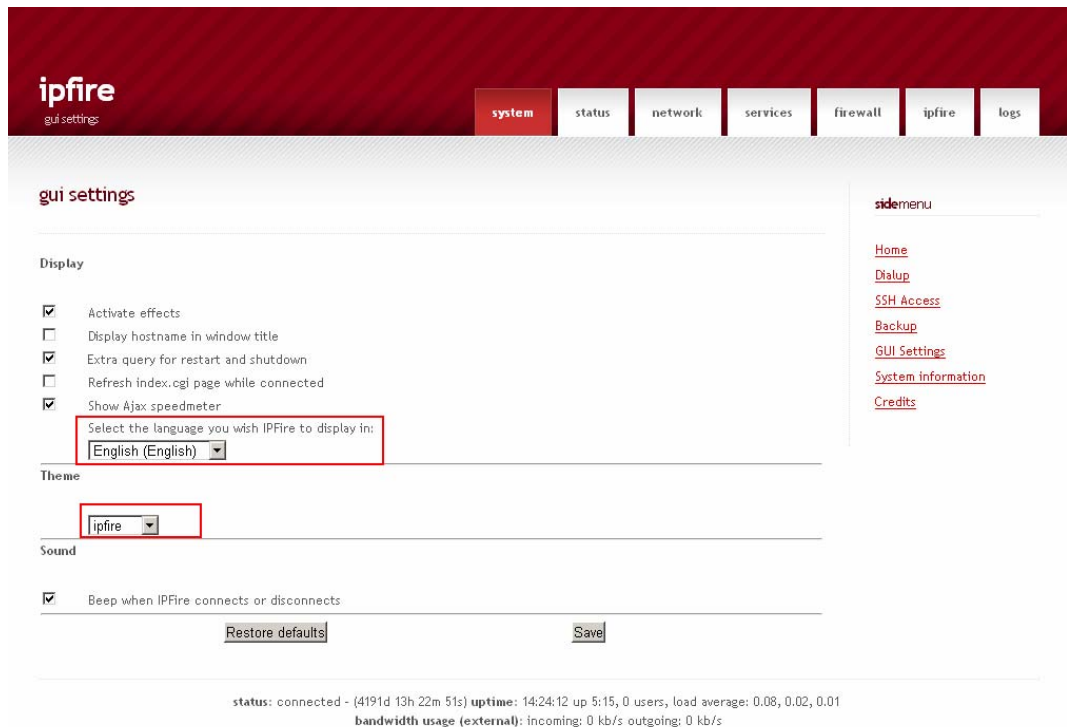 ipfire
gui settings
system status network services firewall ipfire logs
gui settings
sidemenu
Home
Dialup
SSH Access
Backup
GUI Settings
System information
Credits
Display
Activate effects
Display hostname in window title
Extra query for restart and shutdown
Refresh index.cgi page while connected
Show Ajax speedmeter
Select the language you wish IPFire to display in:
English (English)
Theme
ipfire
Sound
Beep when IPFire connects or disconnects
Restore defaults Save
status: connected - (4191d 13h 22m 51s) uptime: 14:24:12 up 5:15, 0 users, load average: 0.08, 0.02, 0.01
bandwidth usage (external): incoming: 0 kb/s outgoing: 0 kb/s